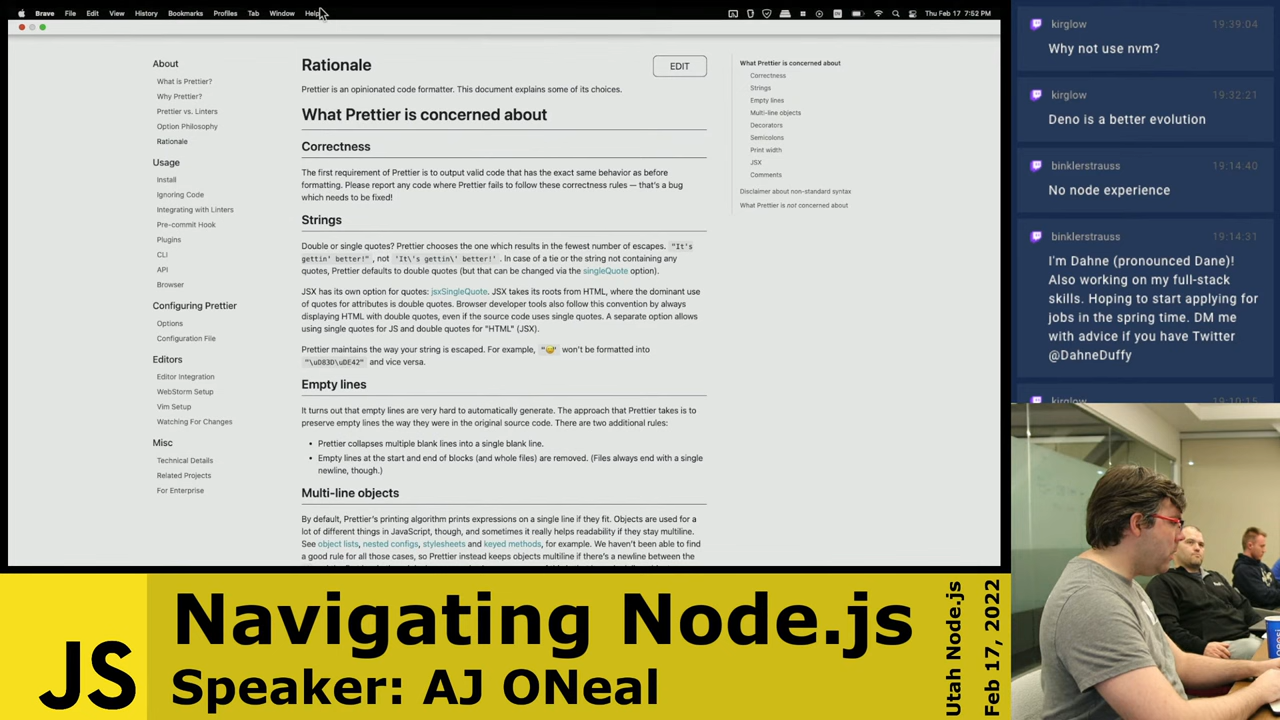 Brave File Edit View History Bookmarks Profiles Tab Window Help
Thu Feb 17 7:52 PM
About
What is Prettier?
Why Prettier?
Prettier vs. Linters
Option Philosophy
Rationale
Usage
Install
Ignoring Code
Integrating with Linters
Pre-commit Hook
Plugins
CLI
API
Browser
Configuring Prettier
Options
Configuration File
Editors
Editor Integration
WebStorm Setup
Vim Setup
Watching For Changes
Misc
Technical Details
Related Projects
For Enterprise
Rationale
EDIT
Prettier is an opinionated code formatter. This document explains some of its choices.
What Prettier is concerned about
Correctness
The first requirement of Prettier is to output valid code that has the exact same behavior as before
formatting. Please report any code where Prettier fails to follow these correctness rules — that's a bug
which needs to be fixed!
Strings
Double or single quotes? Prettier chooses the one which results in the fewest number of escapes. "It's
gettin' better!", not 'It\'s gettin\' better!'. In case of a tie or the string not containing any
quotes, Prettier defaults to double quotes (but that can be changed via the singleQuote option).
JSX has its own option for quotes: jsxSingleQuote. JSX takes its roots from HTML, where the dominant use
of quotes for attributes is double quotes. Browser developer tools also follow this convention by always
displaying HTML with double quotes, even if the source code uses single quotes. A separate option allows
using single quotes for JS and double quotes for "HTML" (JSX).
Prettier maintains the way your string is escaped. For example, "🙂" won't be formatted into
"\uD83D\uDE42" and vice versa.
Empty lines
It turns out that empty lines are very hard to automatically generate. The approach that Prettier takes is to
preserve empty lines the way they were in the original source code. There are two additional rules:
• Prettier collapses multiple blank lines into a single blank line.
• Empty lines at the start and end of blocks (and whole files) are removed. (Files always end with a single
newline, though.)
Multi-line objects
By default, Prettier's printing algorithm prints expressions on a single line if they fit. Objects are used for a
lot of different things in JavaScript, though, and sometimes it really helps readability if they stay multiline.
See object lists, nested configs, stylesheets and keyed methods, for example. We haven't been able to find
a good rule for all those cases, so Prettier instead keeps objects multiline if there's a newline between the
What Prettier is concerned about
Correctness
Strings
Empty lines
Multi-line objects
Decorators
Semicolons
Print width
JSX
Comments
Disclaimer about non-standard syntax
What Prettier is not concerned about
kirglow 19:39:04
Why not use nvm?
kirglow 19:32:21
Deno is a better evolution
binklerstrauss 19:14:40
No node experience
binklerstrauss 19:14:31
I'm Dahne (pronounced Dane)!
Also working on my full-stack
skills. Hoping to start applying for
jobs in the spring time. DM me
with advice if you have Twitter
@DahneDuffy
kirglow 19:10:15
JS
Navigating Node.js
Speaker: AJ ONeal
Utah Node.js
Feb 17, 2022